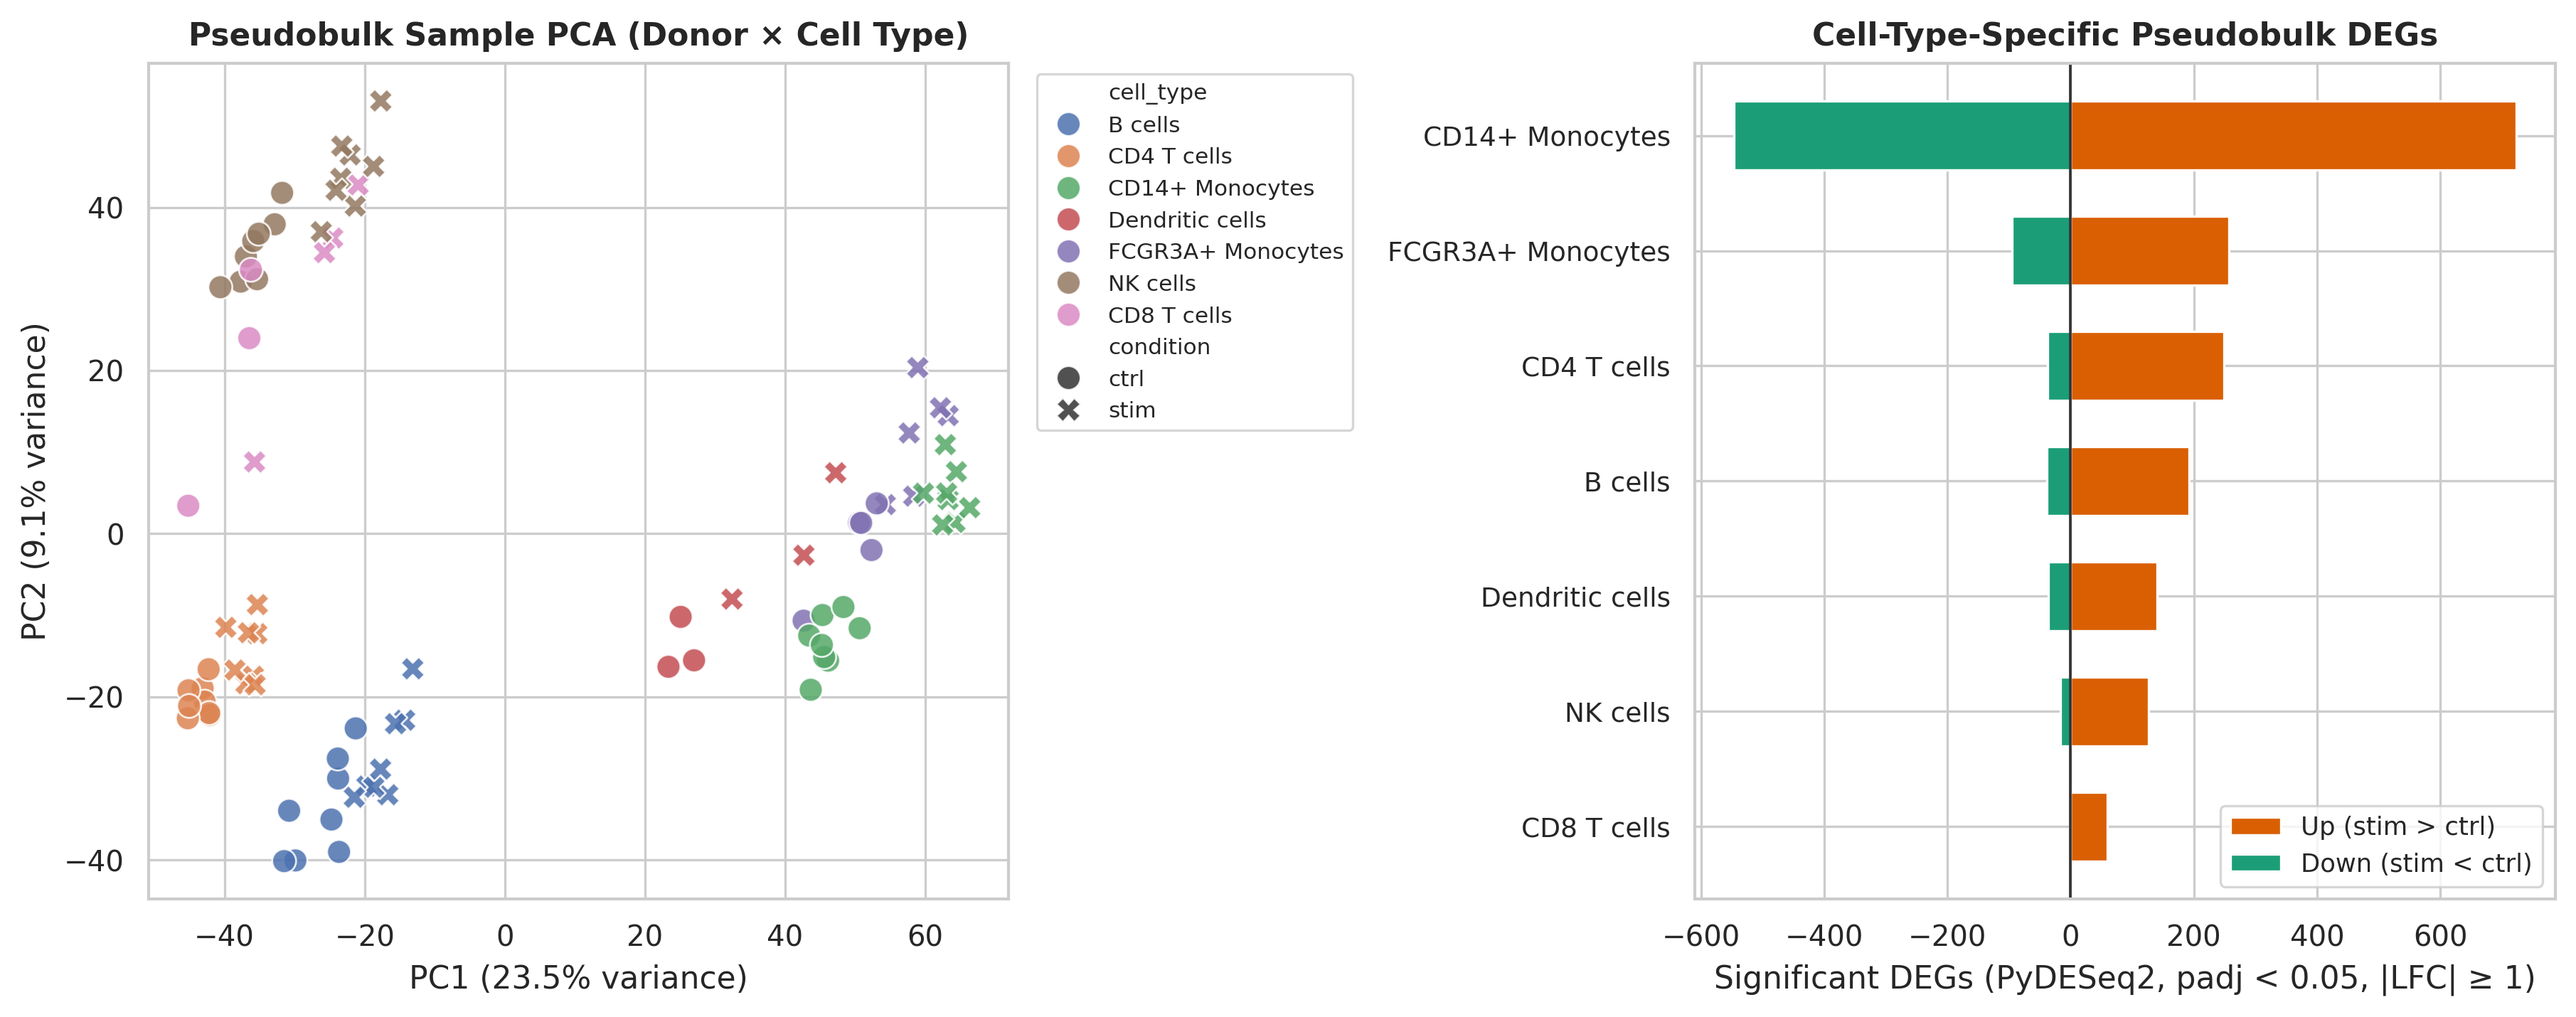 Pseudobulk Sample PCA (Donor × Cell Type)
PC2 (9.1% variance)
40
20
0
−20
−40
−40
−20
0
20
40
60
PC1 (23.5% variance)
cell_type
B cells
CD4 T cells
CD14+ Monocytes
Dendritic cells
FCGR3A+ Monocytes
NK cells
CD8 T cells
condition
ctrl
stim
Cell-Type-Specific Pseudobulk DEGs
CD14+ Monocytes
FCGR3A+ Monocytes
CD4 T cells
B cells
Dendritic cells
NK cells
CD8 T cells
Up (stim > ctrl)
Down (stim < ctrl)
−600
−400
−200
0
200
400
600
Significant DEGs (PyDESeq2, padj < 0.05, |LFC| ≥ 1)